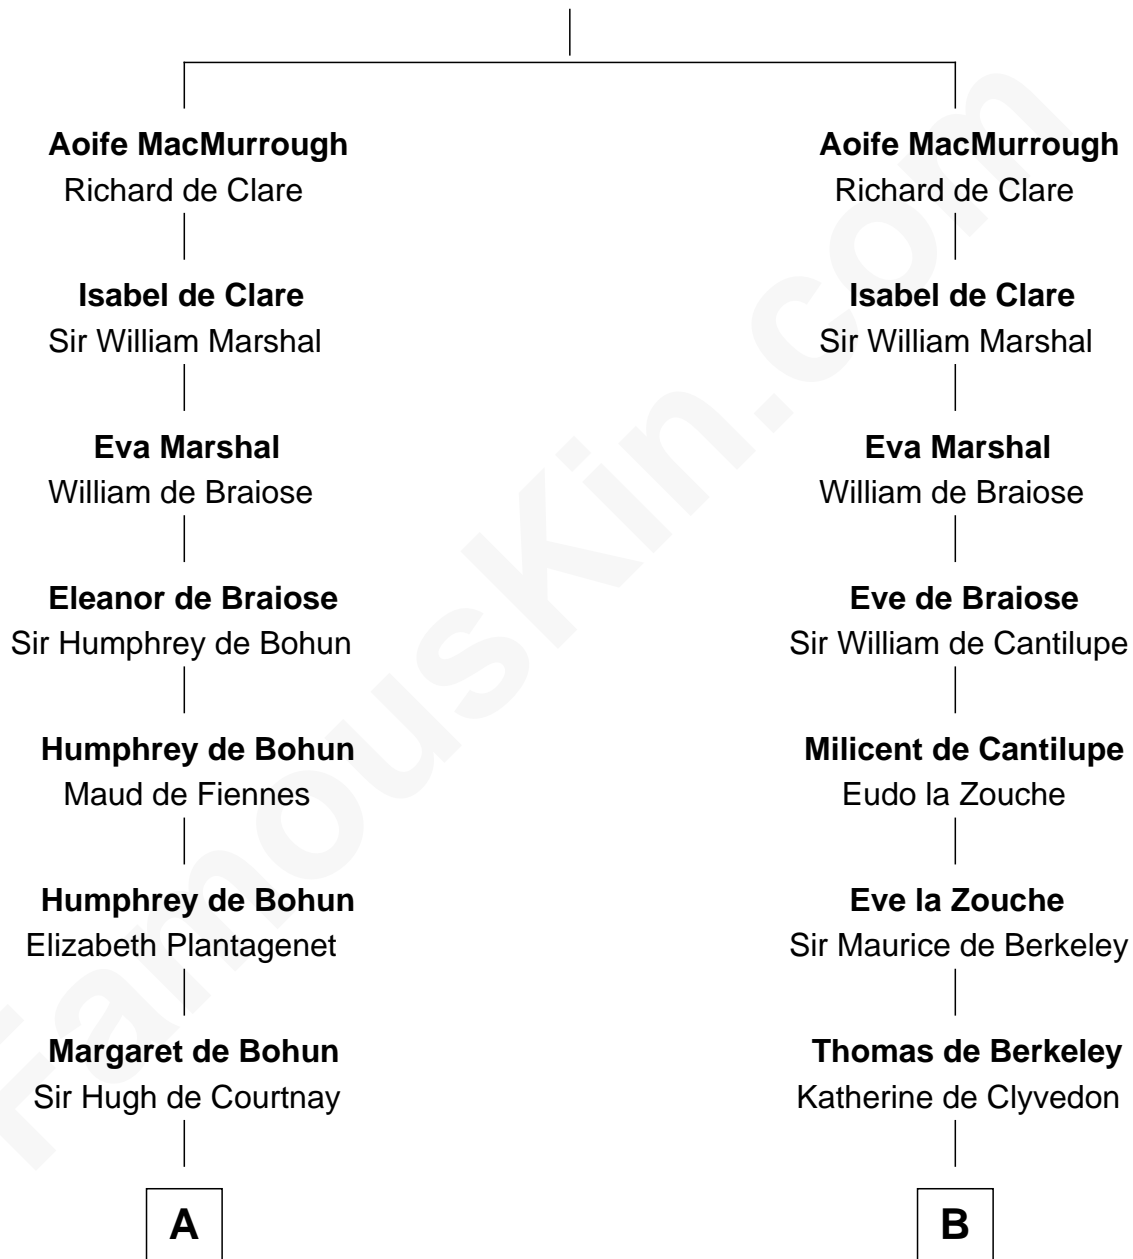 Aoife MacMurrough Aoife MacMurrough
Richard de Clare Richard de Clare
Isabel de Clare Isabel de Clare
Sir William Marshal Sir William Marshal
Eva Marshal Eva Marshal
William de Braiose William de Braiose
Eleanor de Braiose Eve de Braiose
Sir Humphrey de Bohun Sir William de Cantilupe
Humphrey de Bohun Milicent de Cantilupe
Maud de Fiennes Eudo la Zouche
Humphrey de Bohun Eve la Zouche
Elizabeth Plantagenet Sir Maurice de Berkeley
Margaret de Bohun Thomas de Berkeley
Sir Hugh de Courtnay Katherine de Clyvedon
A B
FamousKin.com